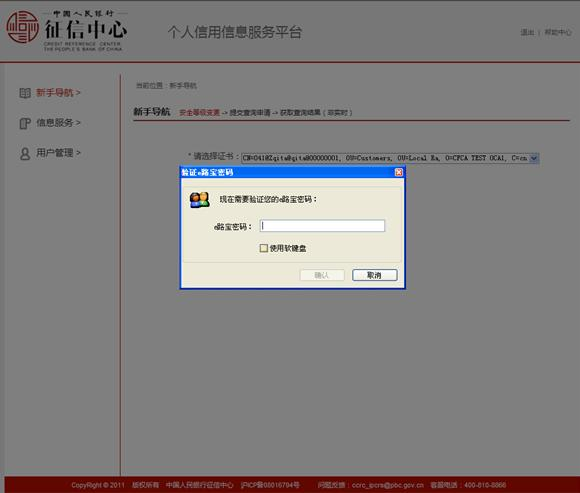 中国人民银行
征信中心
CREDIT REFERENCE CENTER,
THE PEOPLE'S BANK OF CHINA
个人信用信息服务平台
退出 | 帮助中心
新手导航 >
信息服务 >
用户管理 >
当前位置：新手导航
新手导航 安全等级变更 -> 提交查询申请 -> 获取查询结果（非实时）
* 请选择证书： CN=041@Zqita@qita@00000001, OU=Customers, OU=Local Ra, O=CFCA TEST OCA1, C=cn
验证e路宝密码
现在需要验证您的e路宝密码：
e路宝密码：
使用软键盘
确认 取消
CopyRight © 2011 版权所有 中国人民银行征信中心 沪ICP备08016794号 问题反馈：ccrc_ipcrs@pbc.gov.cn 客服电话：400-810-8866